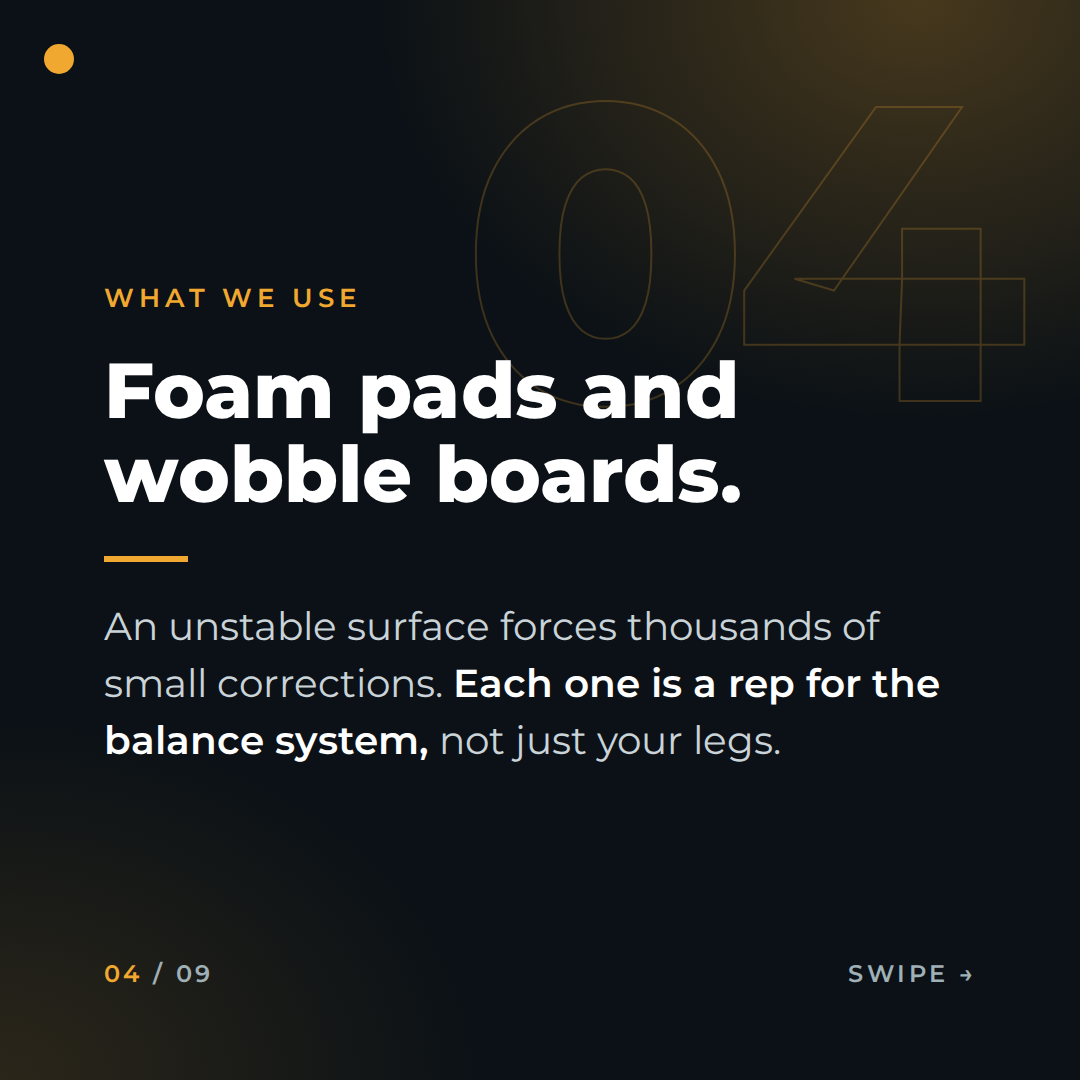 04
WHAT WE USE
Foam pads and
wobble boards.
An unstable surface forces thousands of
small corrections. Each one is a rep for the
balance system, not just your legs.
04 / 09
SWIPE →